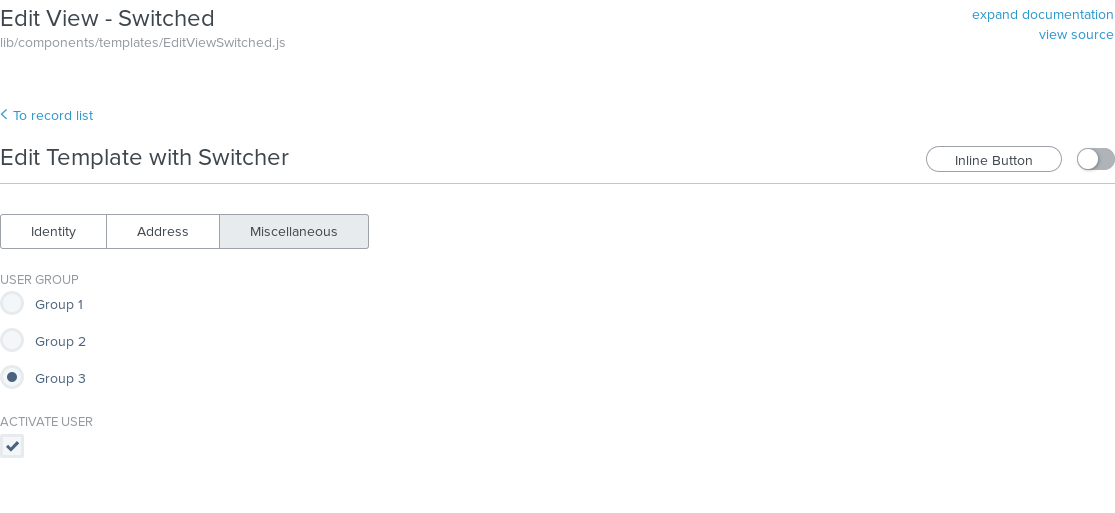 Edit View - Switched
expand documentation
lib/components/templates/EditViewSwitched.js
view source
To record list
Edit Template with Switcher
Inline Button
Identity
Address
Miscellaneous
USER GROUP
Group 1
Group 2
Group 3
ACTIVATE USER